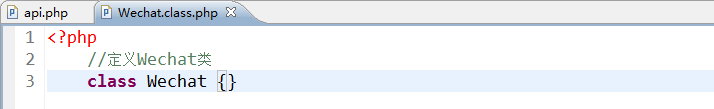 api.php Wechat.class.php
1 <?php
2 //定义Wechat类
3 class Wechat {}